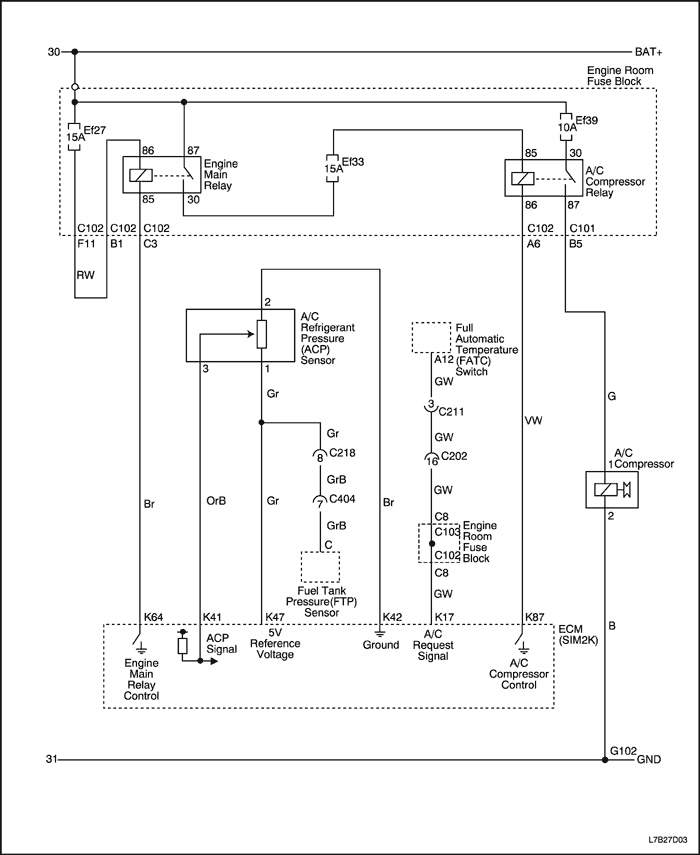 30
BAT+
Engine Room
Fuse Block
Ef27
15A
Ef39
10A
86
87
Engine
Main
Relay
85
30
Ef33
15A
85
30
A/C
Compressor
Relay
86
87
C102
C102
C102
C102
C101
F11
B1
C3
A6
B5
RW
2
A/C
Refrigerant
Pressure
(ACP)
Sensor
3
1
Full
Automatic
Temperature
(FATC)
Switch
A12
GW
Gr
3
C211
G
Gr
8
C218
GW
VW
16
C202
A/C
1 Compressor
GrB
GW
7
C404
Br
OrB
Gr
Br
GrB
2
C8
C103
C102
Engine
Room
Fuse
Block
C
C8
Fuel Tank
Pressure(FTP)
Sensor
GW
K64
K41
K47
K42
K17
K87
B
ECM
(SIM2K)
Engine
Main
Relay
Control
ACP
Signal
5V
Reference
Voltage
Ground
A/C
Request
Signal
A/C
Compressor
Control
31
G102
GND
L7B27D03